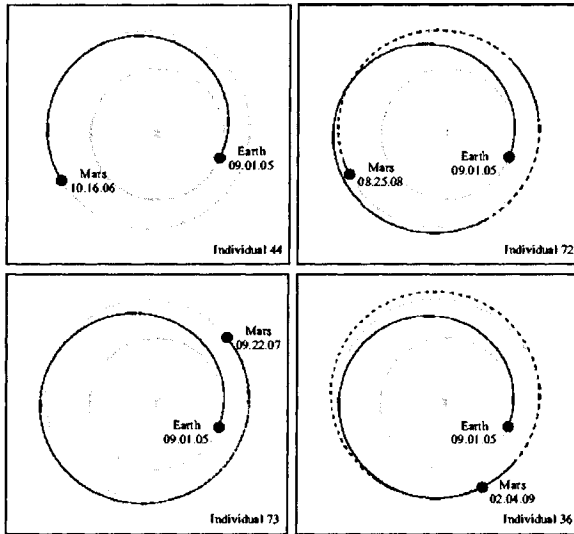 Earth
09.01.05
Mars
10.16.06
Individual 44
Earth
09.01.05
Mars
08.25.08
Individual 72
Mars
09.22.07
Earth
09.01.05
Individual 73
Earth
09.01.05
Mars
02.04.09
Individual 36